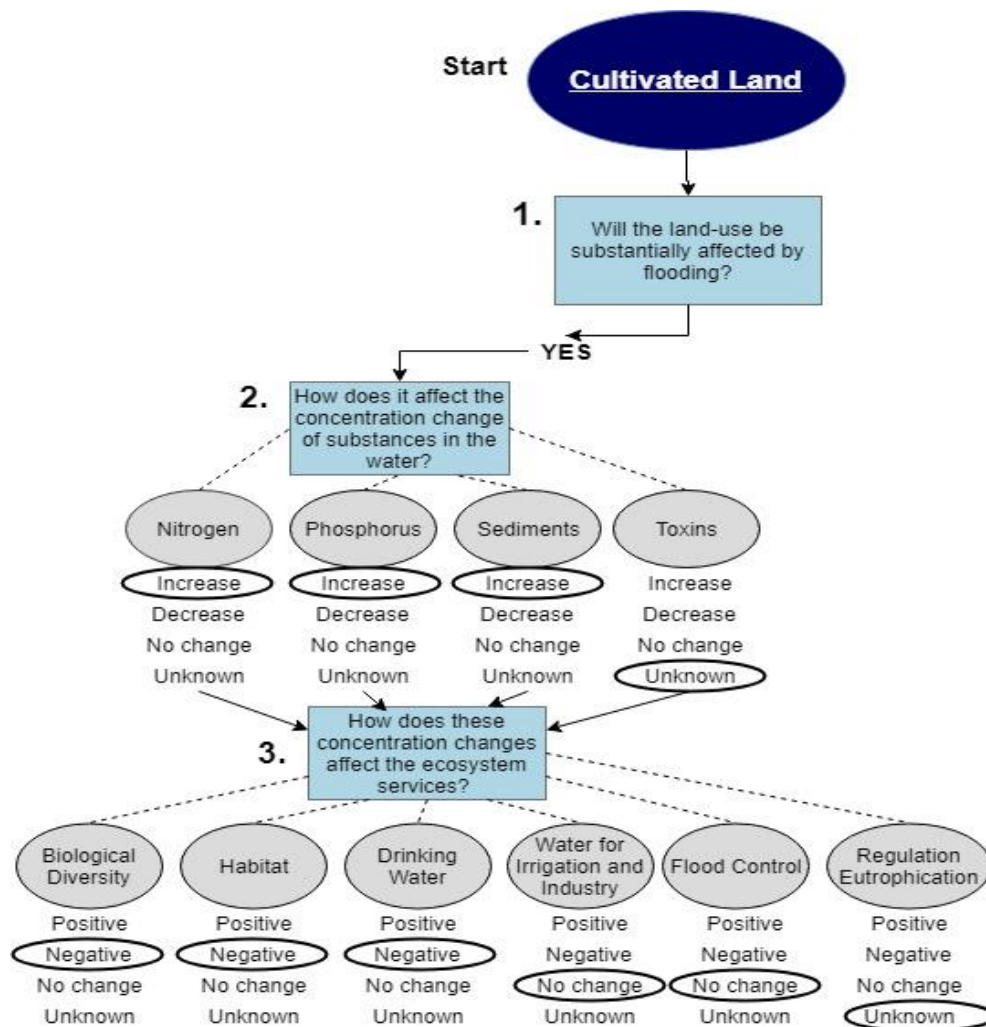 Start
Cultivated Land
1.
Will the land-use be
substantially affected by
flooding?
YES
2.
How does it affect the
concentration change
of substances in the
water?
Nitrogen
Increase
Decrease
No change
Unknown
Phosphorus
Increase
Decrease
No change
Unknown
Sediments
Increase
Decrease
No change
Unknown
Toxins
Increase
Decrease
No change
Unknown
3.
How does these
concentration changes
affect the ecosystem
services?
Biological
Diversity
Positive
Negative
No change
Unknown
Habitat
Positive
Negative
No change
Unknown
Drinking
Water
Positive
Negative
No change
Unknown
Water for
Irrigation and
Industry
Positive
Negative
No change
Unknown
Flood Control
Positive
Negative
No change
Unknown
Regulation
Eutrophication
Positive
Negative
No change
Unknown